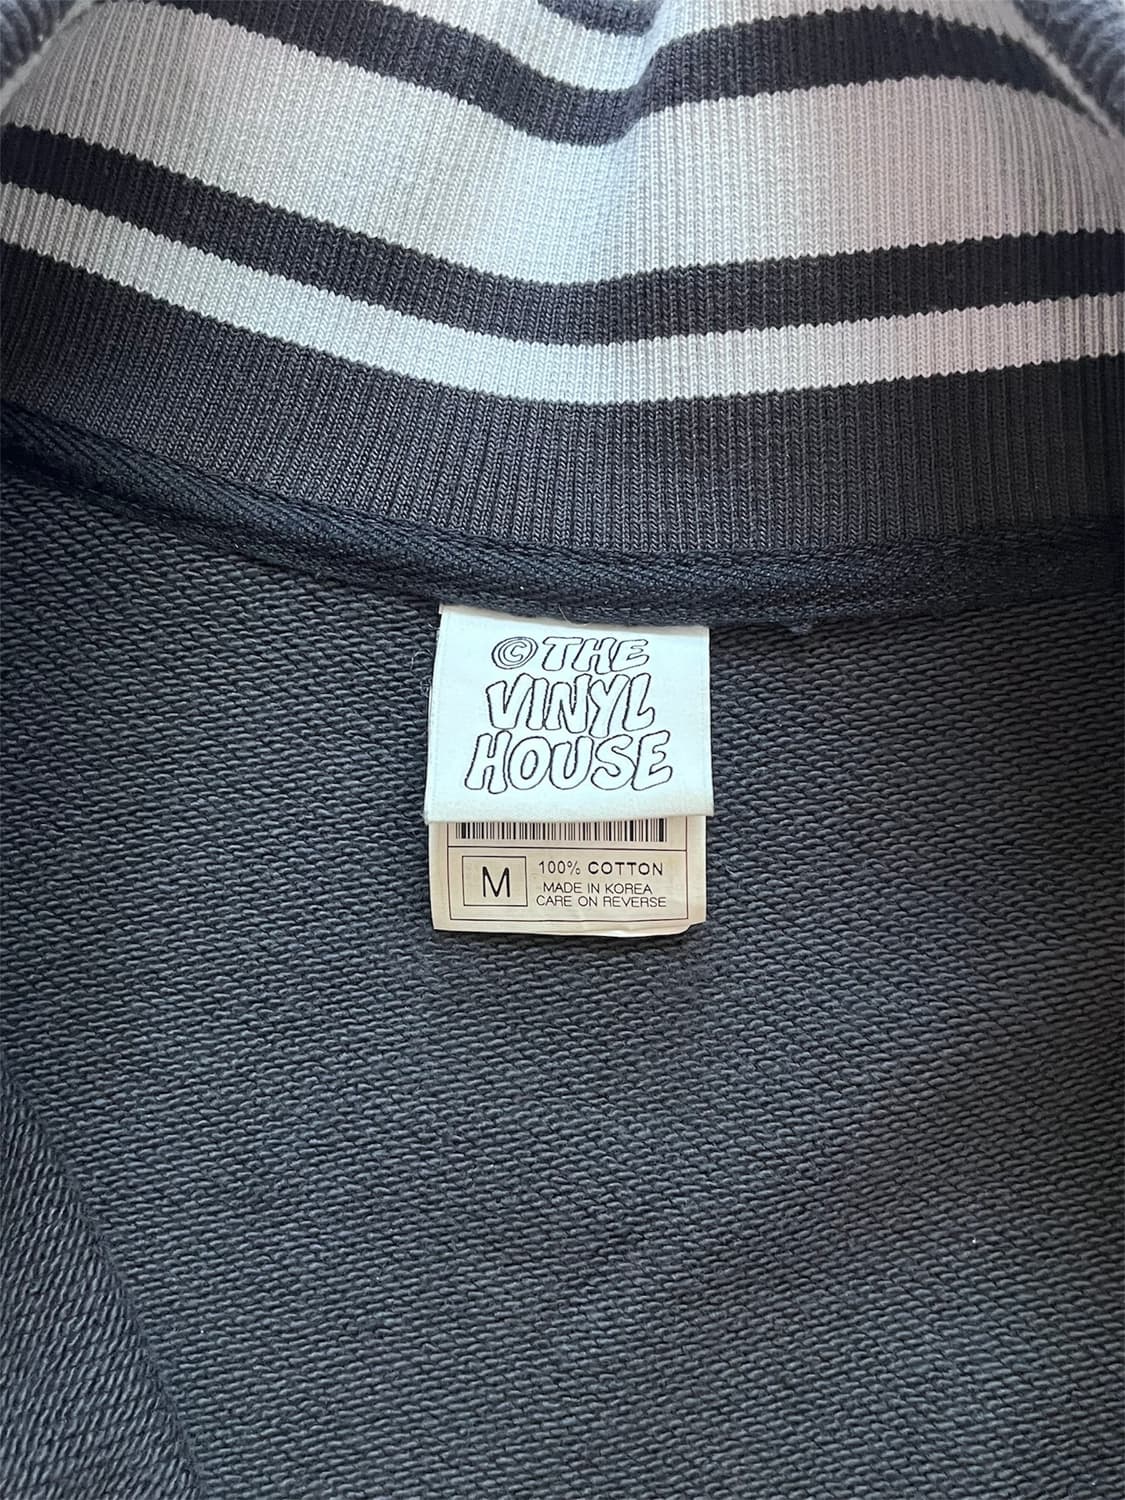 © THE
VINYL
HOUSE
M
100% COTTON
MADE IN KOREA
CARE ON REVERSE